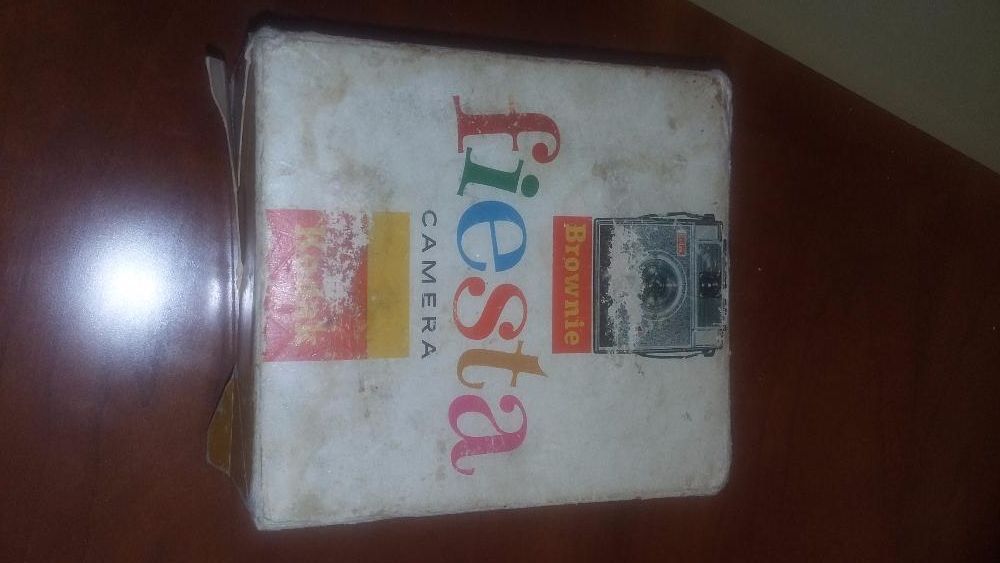 Brownie
fiesta
CAMERA
Kodak